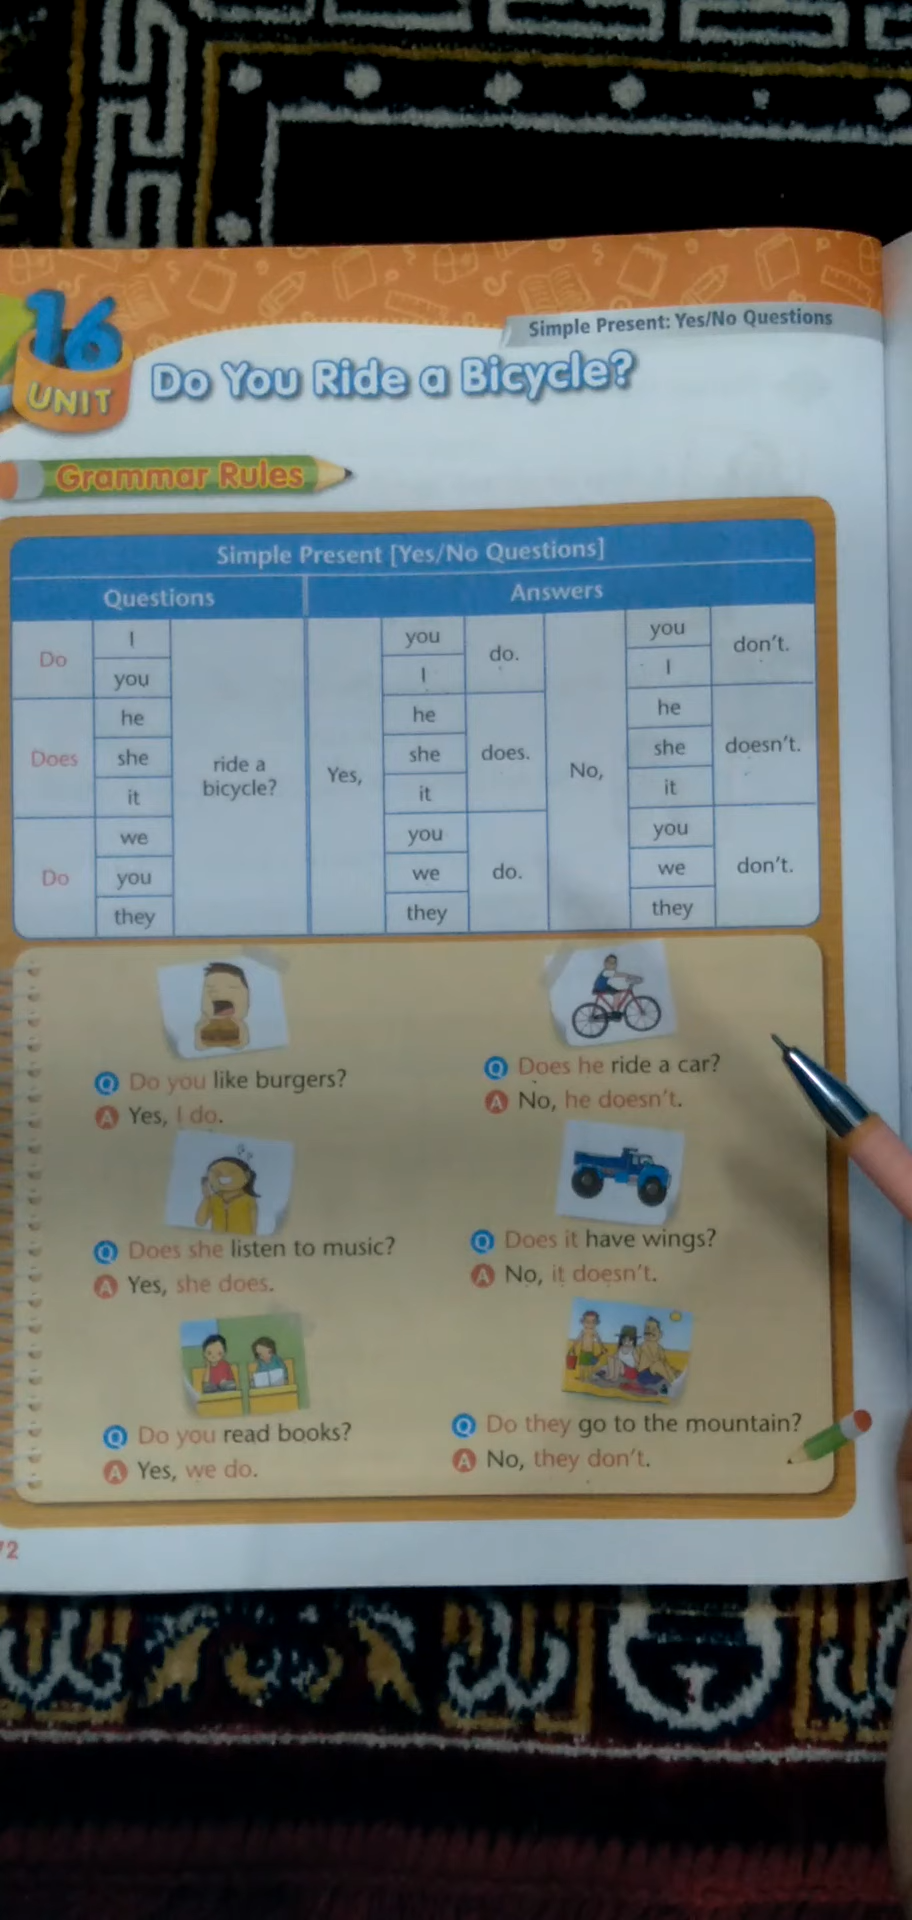 16
UNIT
Simple Present: Yes/No Questions
Do You Ride a Bicycle?
Grammar Rules
Simple Present [Yes/No Questions]
Questions Answers
Do I you ride a bicycle? Yes, you I do. No, you I don't.
Does he she it he she it does. he she it doesn't.
Do we you they you we they do. you we they don't.
Q Do you like burgers?
A Yes, I do.
Q Does he ride a car?
A No, he doesn't.
Q Does she listen to music?
A Yes, she does.
Q Does it have wings?
A No, it doesn't.
Q Do you read books?
A Yes, we do.
Q Do they go to the mountain?
A No, they don't.